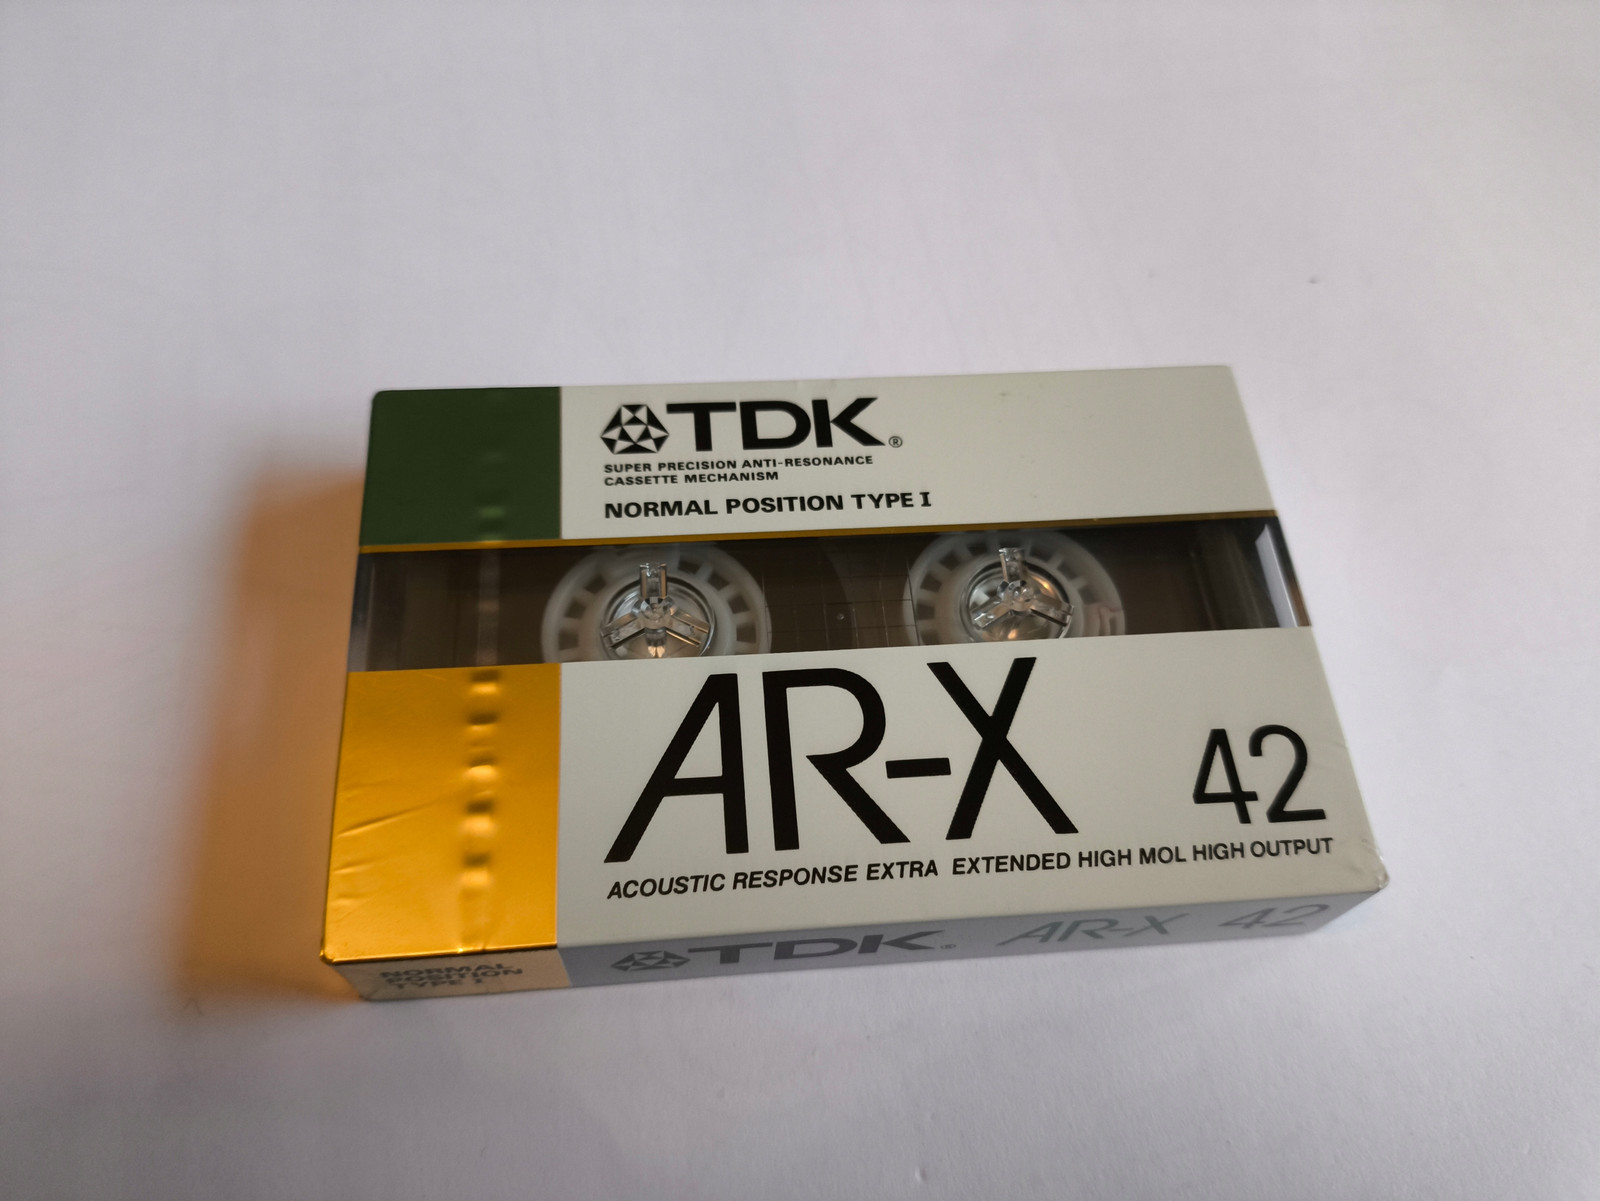 TDK®
SUPER PRECISION ANTI-RESONANCE
CASSETTE MECHANISM
NORMAL POSITION TYPE I
AR-X 42
ACOUSTIC RESPONSE EXTRA EXTENDED HIGH MOL HIGH OUTPUT
NORMAL
POSITION
TYPE I
TDK® AR-X 42